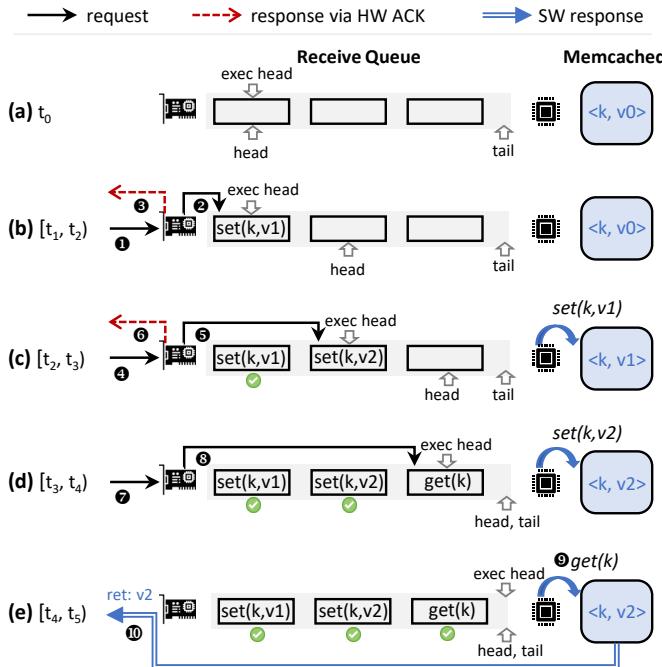 request response via HW ACK SW response
Receive Queue Memcached
exec head
(a) t0 <k, v0>
head tail
exec head
❸ ❷
(b) [t1, t2) set(k,v1) <k, v0>
❶
head tail
set(k,v1)
❻ ❺ exec head
(c) [t2, t3) set(k,v1) set(k,v2) <k, v1>
❹
head tail
set(k,v2)
❽ exec head
(d) [t3, t4) set(k,v1) set(k,v2) get(k) <k, v2>
❼
head, tail
❾get(k)
exec head
ret: v2
(e) [t4, t5) set(k,v1) set(k,v2) get(k) <k, v2>
❿
head, tail